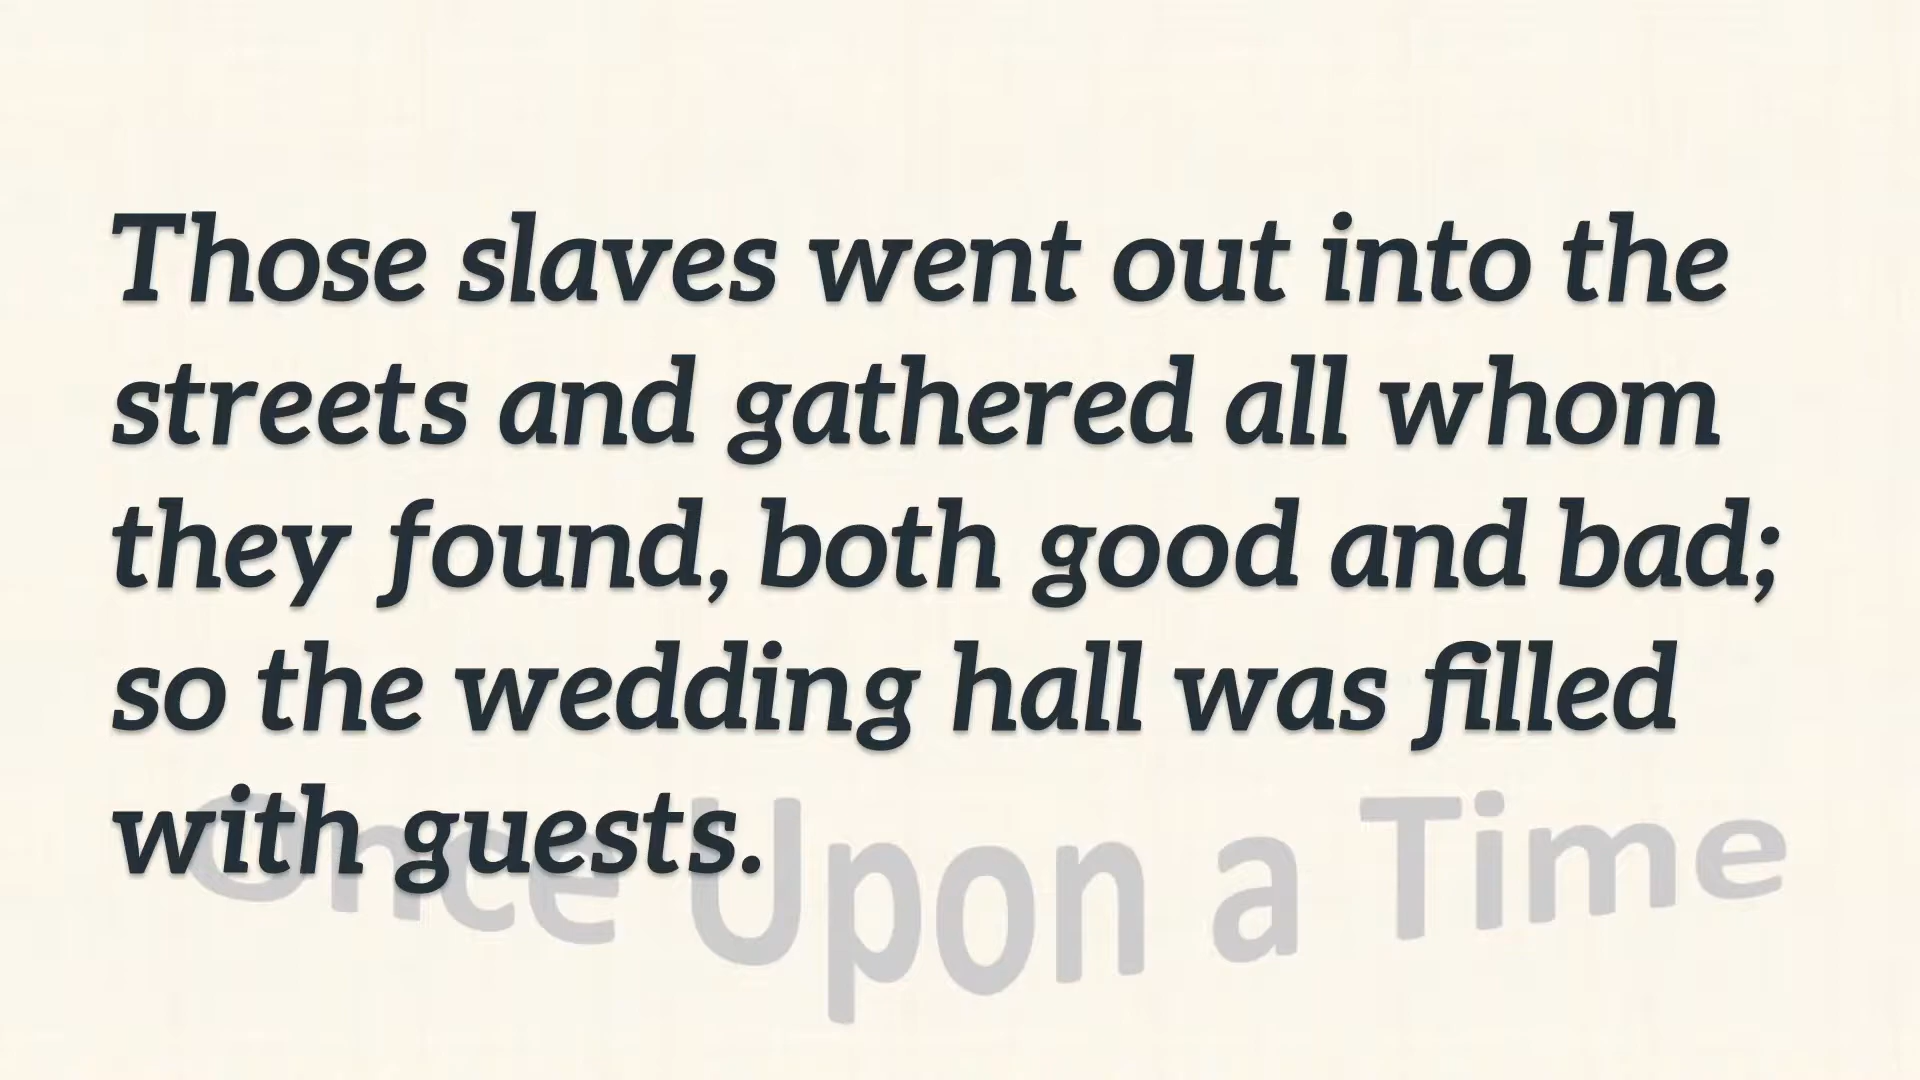 Those slaves went out into the
streets and gathered all whom
they found, both good and bad;
so the wedding hall was filled
with guests.
Once Upon a Time